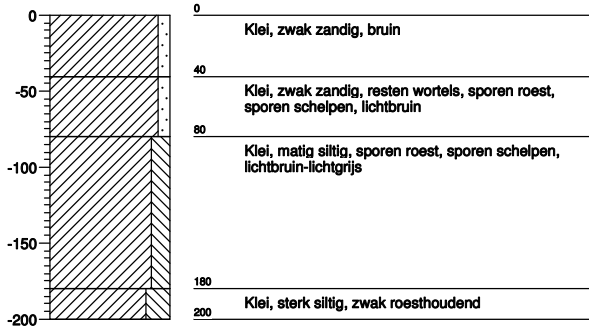 0
0
Klei, zwak zandig, bruin
40
-50
Klei, zwak zandig, resten wortels, sporen roest,
sporen schelpen, lichtbruin
80
Klei, matig siltig, sporen roest, sporen schelpen,
lichtbruin-lichtgrijs
-100
-150
180
Klei, sterk siltig, zwak roesthoudend
-200
200